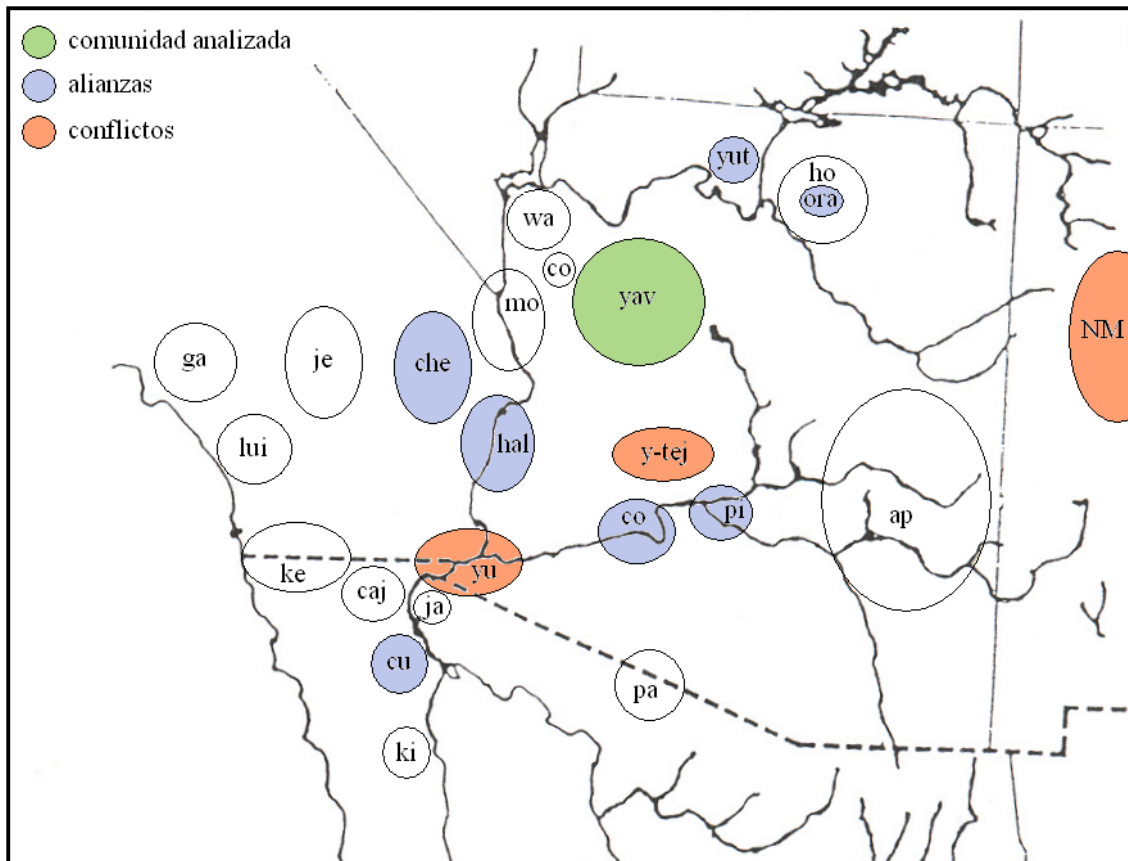 comunidad analizada
alianzas
conflictos
yut
ho
ora
wa
co
yav
mo
NM
ga
je
che
lui
hal
y-tej
co
pi
ap
ke
caj
yu
ja
cu
pa
ki